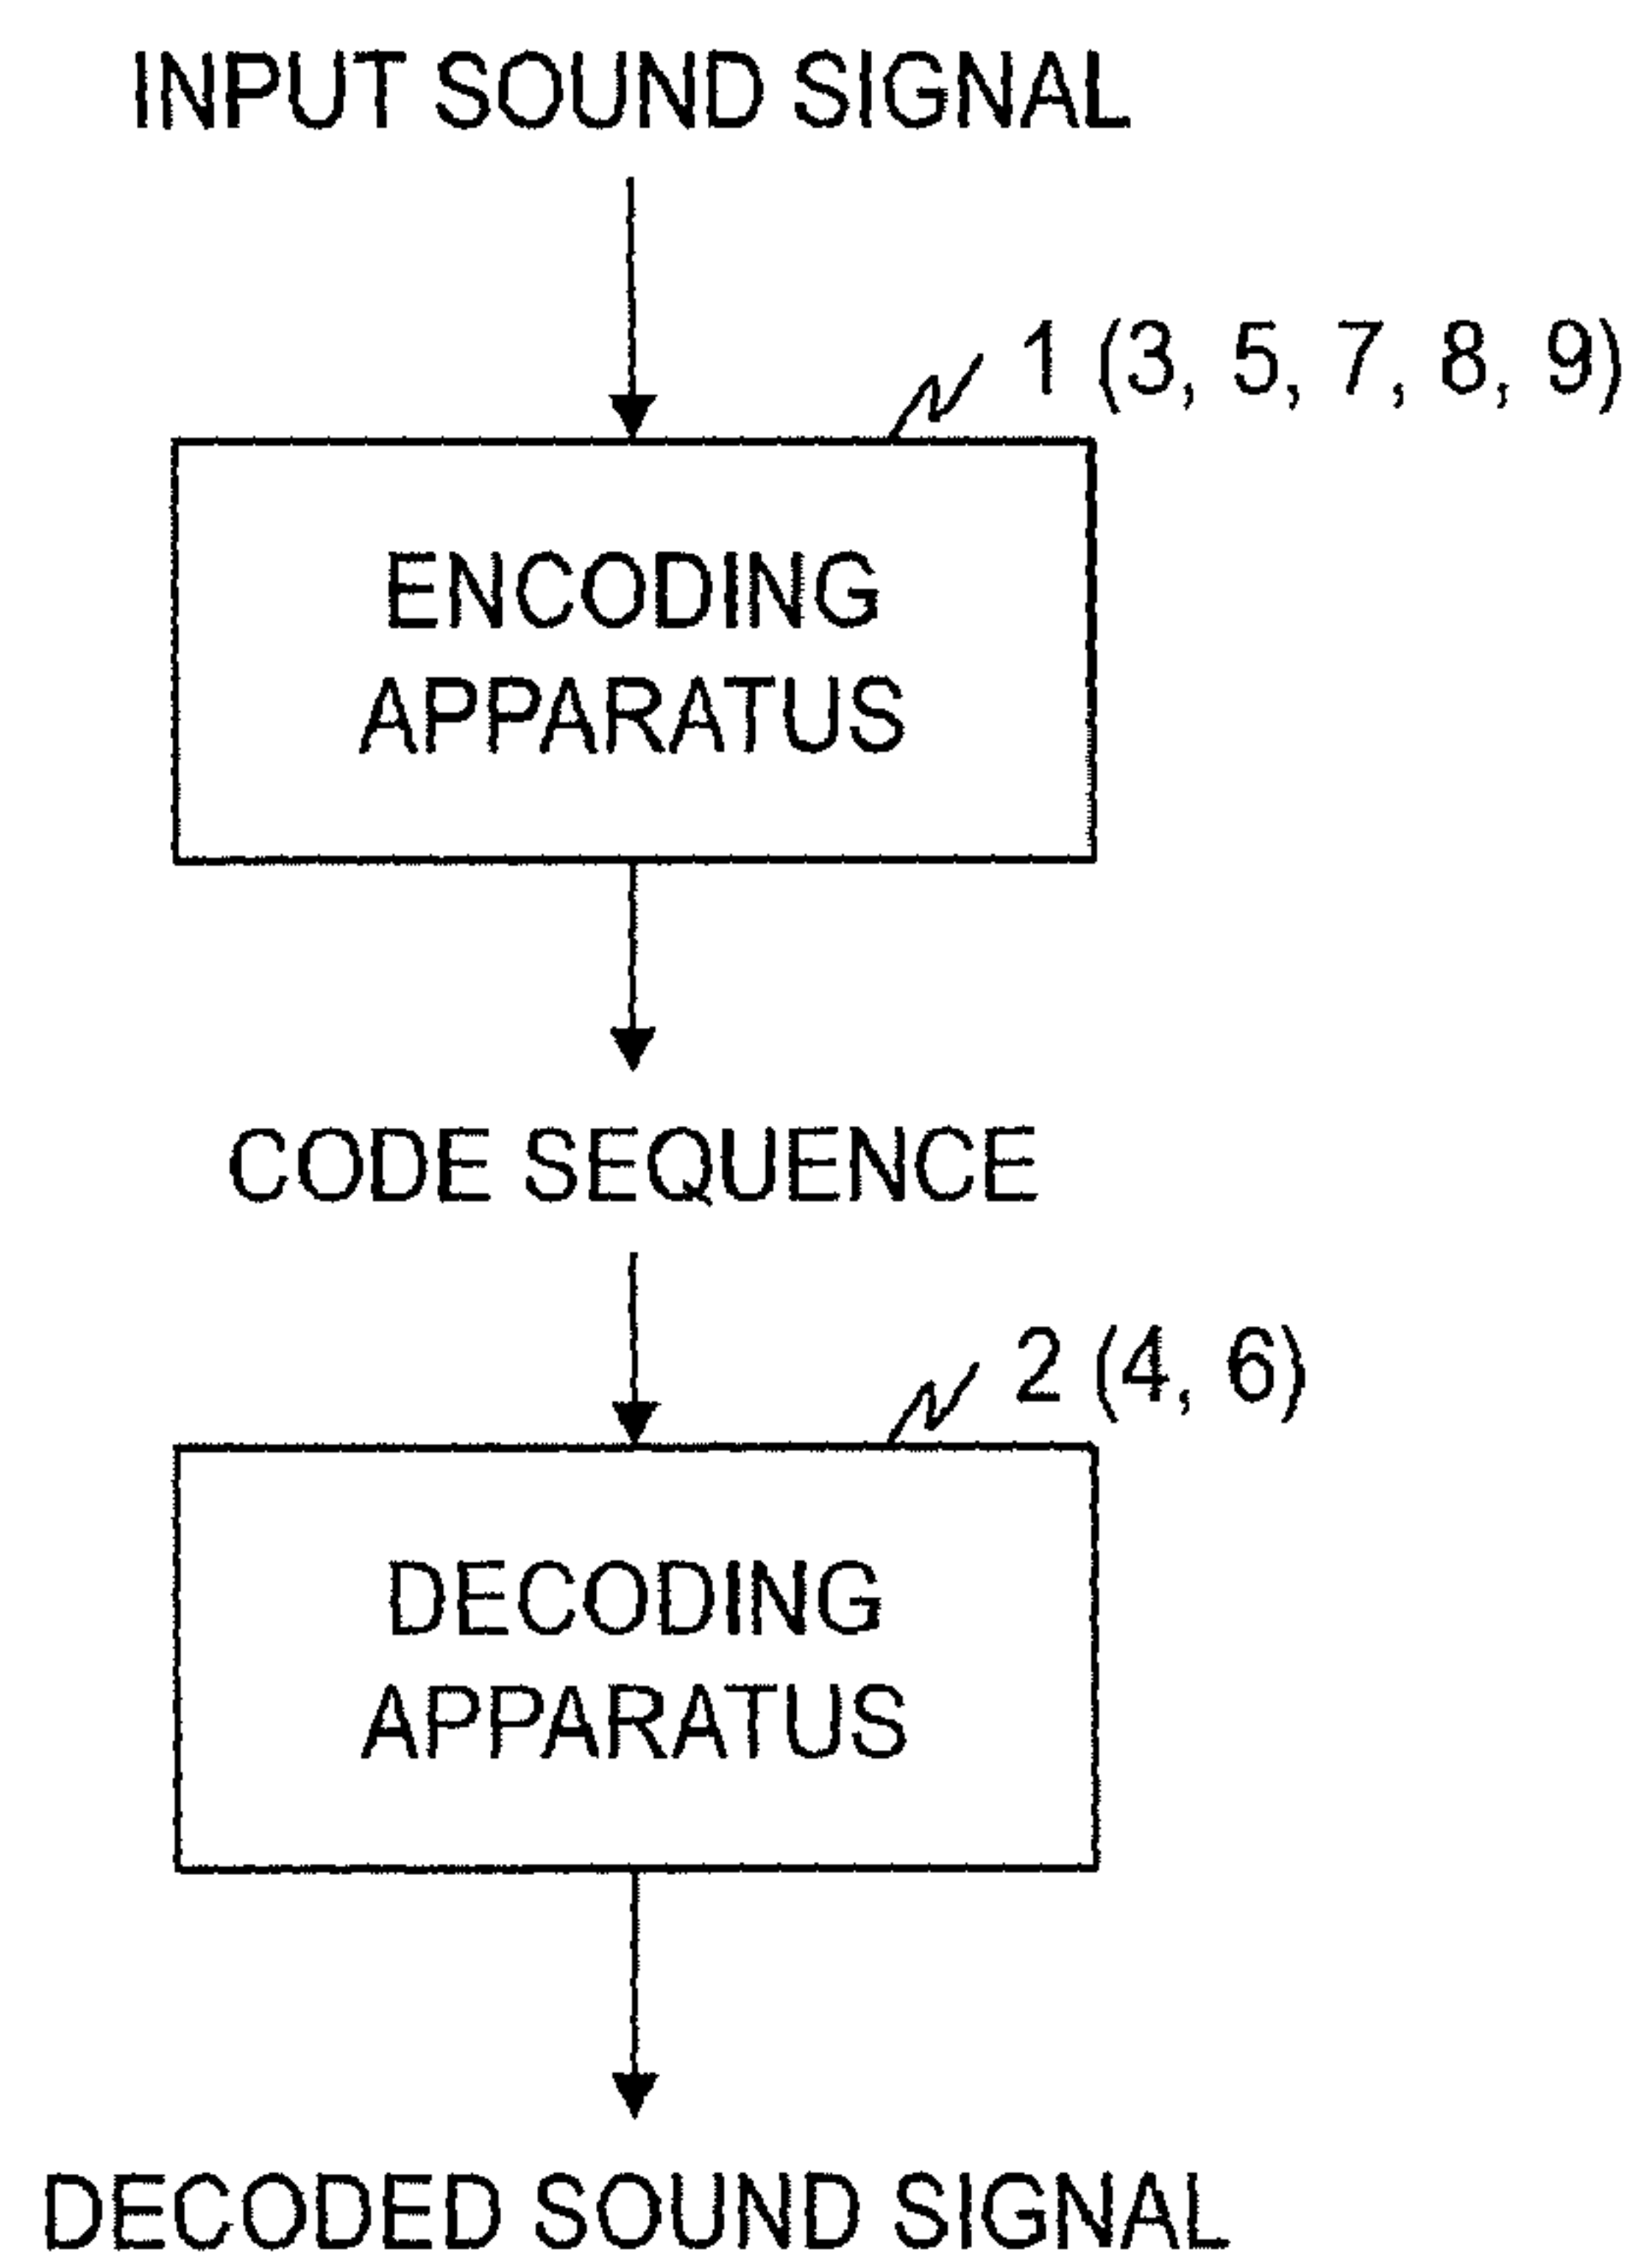 INPUT SOUND SIGNAL
1 (3, 5, 7, 8, 9)
ENCODING
APPARATUS
CODE SEQUENCE
2 (4, 6)
DECODING
APPARATUS
DECODED SOUND SIGNAL